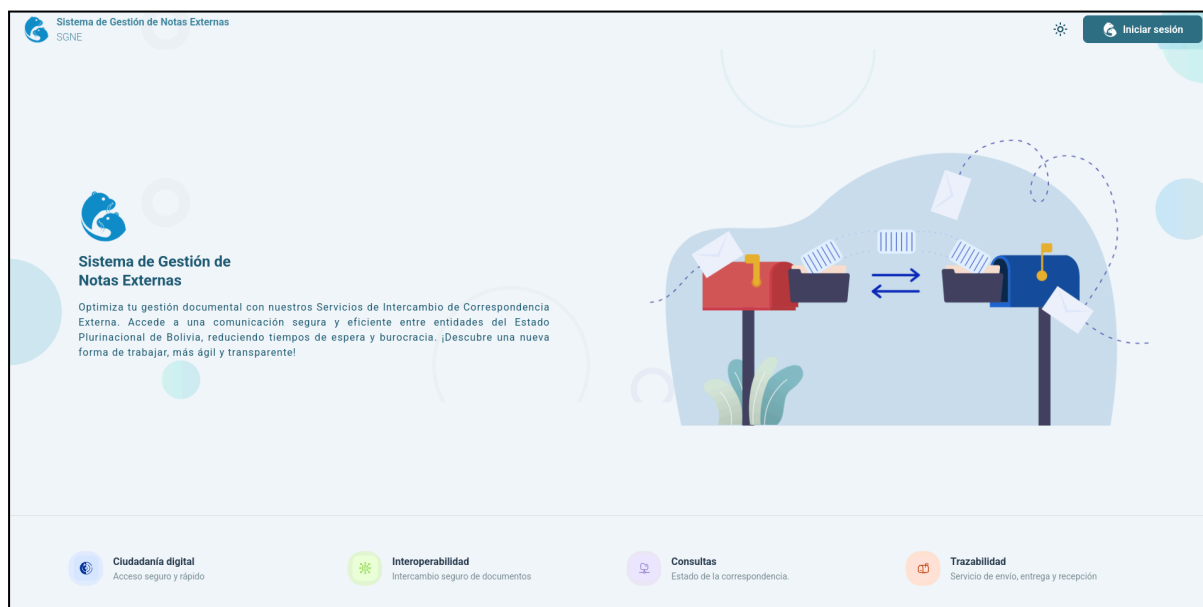 Sistema de Gestión de Notas Externas
SGNE
Iniciar sesión
Sistema de Gestión de
Notas Externas
Optimiza tu gestión documental con nuestros Servicios de Intercambio de Correspondencia
Externa. Accede a una comunicación segura y eficiente entre entidades del Estado
Plurinacional de Bolivia, reduciendo tiempos de espera y burocracia. ¡Descubre una nueva
forma de trabajar, más ágil y transparente!
Ciudadanía digital
Acceso seguro y rápido
Interoperabilidad
Intercambio seguro de documentos
Consultas
Estado de la correspondencia.
Trazabilidad
Servicio de envío, entrega y recepción